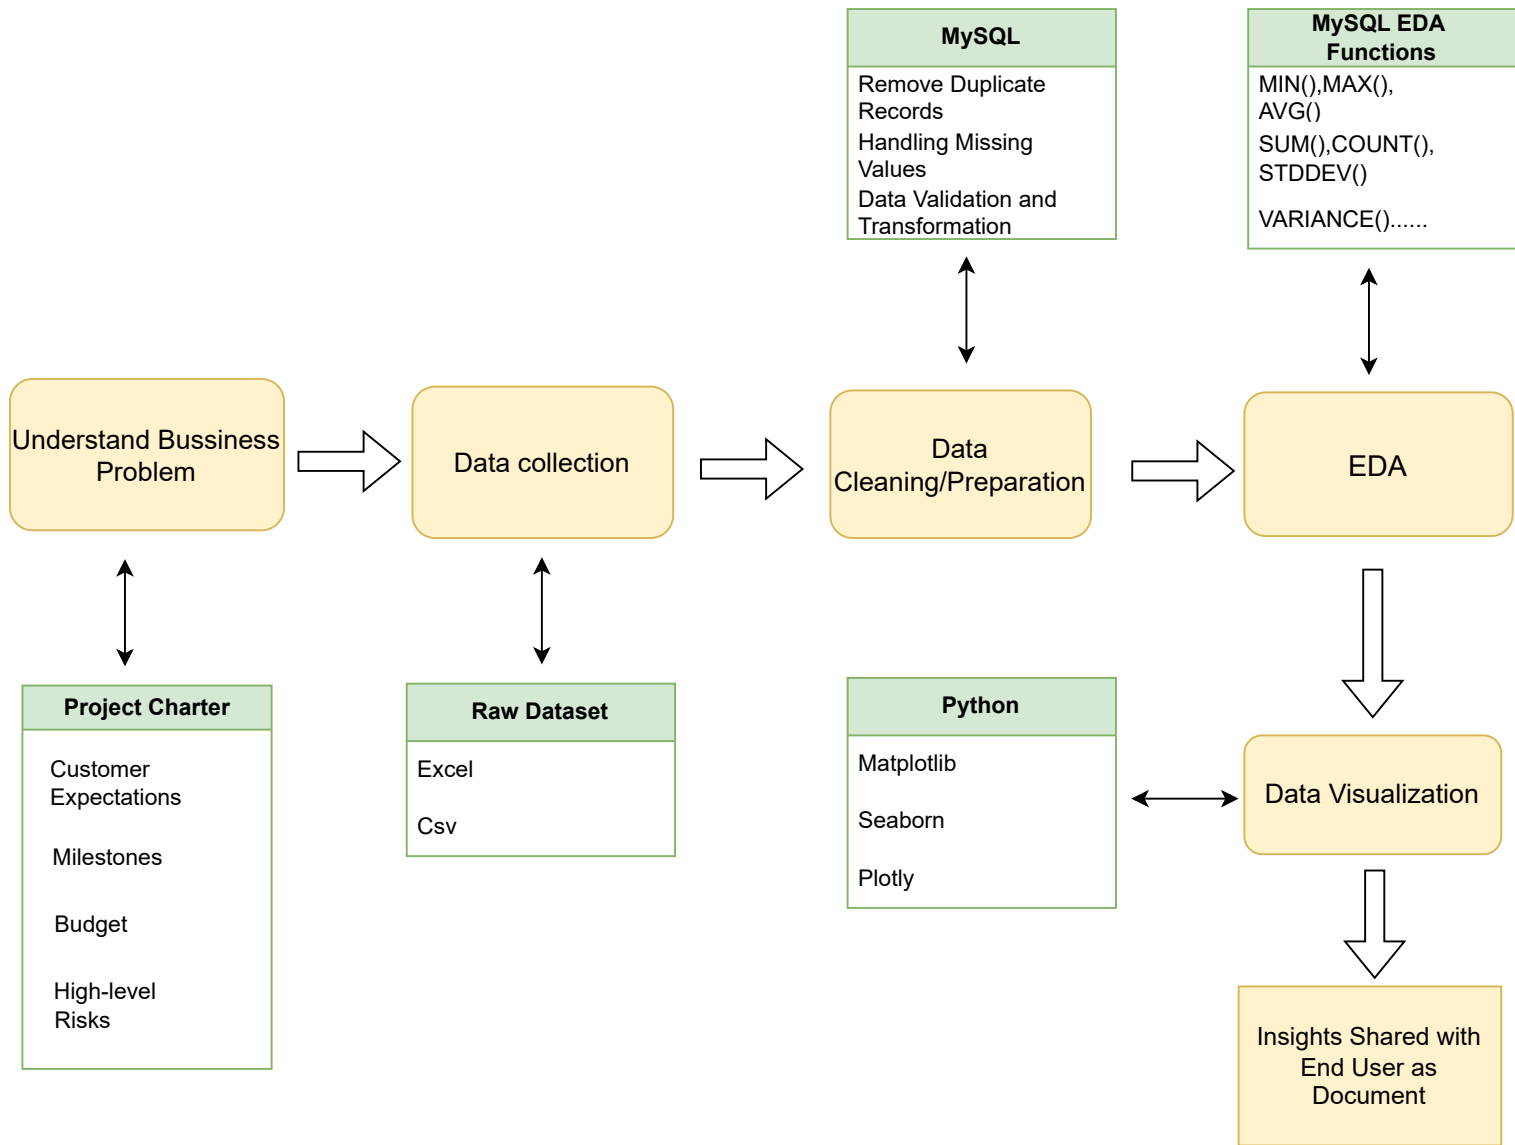 MySQL
Remove Duplicate
Records
Handling Missing
Values
Data Validation and
Transformation
MySQL EDA
Functions
MIN(),MAX(),
AVG()
SUM(),COUNT(),
STDDEV()
VARIANCE()......
Understand Bussiness
Problem
Data collection
Data
Cleaning/Preparation
EDA
Project Charter
Customer
Expectations
Milestones
Budget
High-level
Risks
Raw Dataset
Excel
Csv
Python
Matplotlib
Seaborn
Plotly
Data Visualization
Insights Shared with
End User as
Document